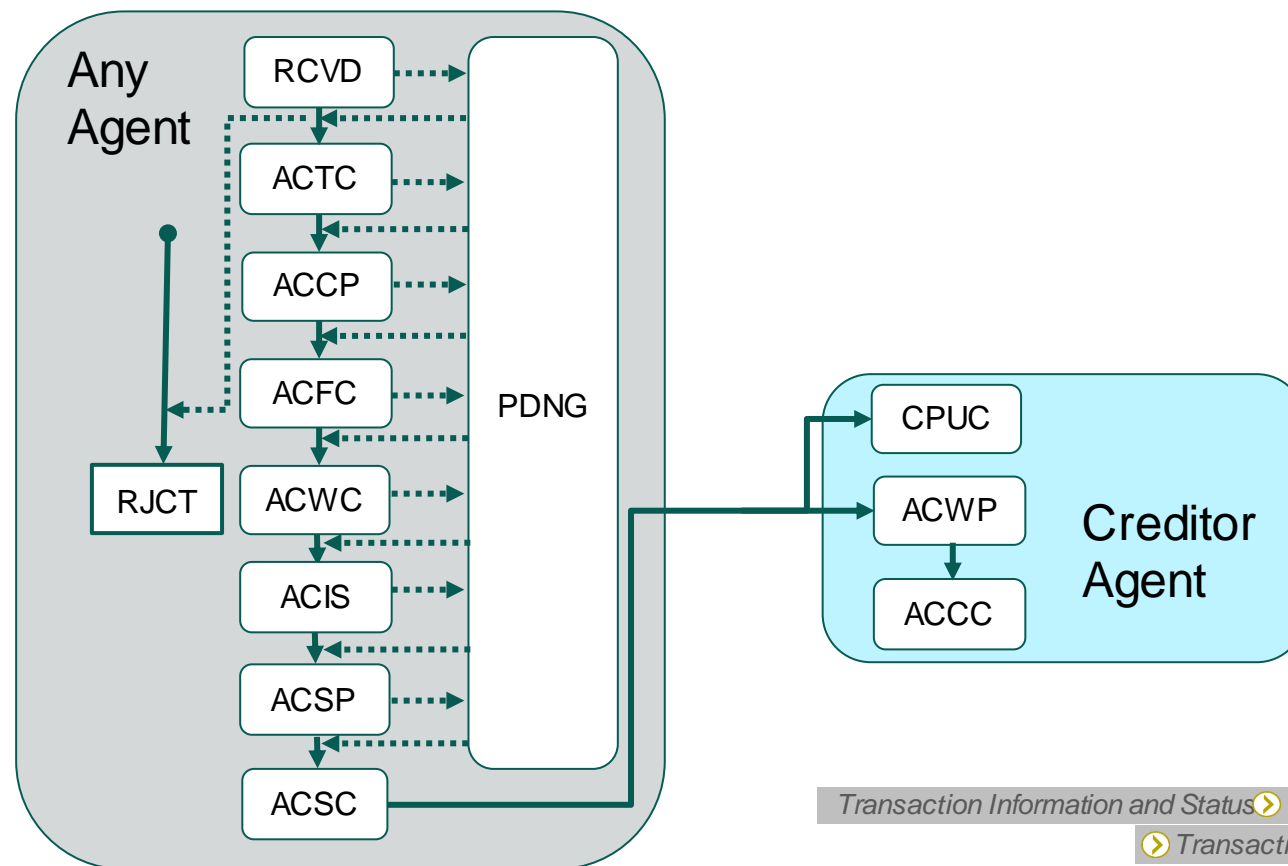 Any
Agent
RCVD
ACTC
ACCP
ACFC
ACWC
ACIS
ACSP
ACSC
RJCT
PDNG
CPUC
ACWP
ACCC
Creditor
Agent
Transaction Information and Status